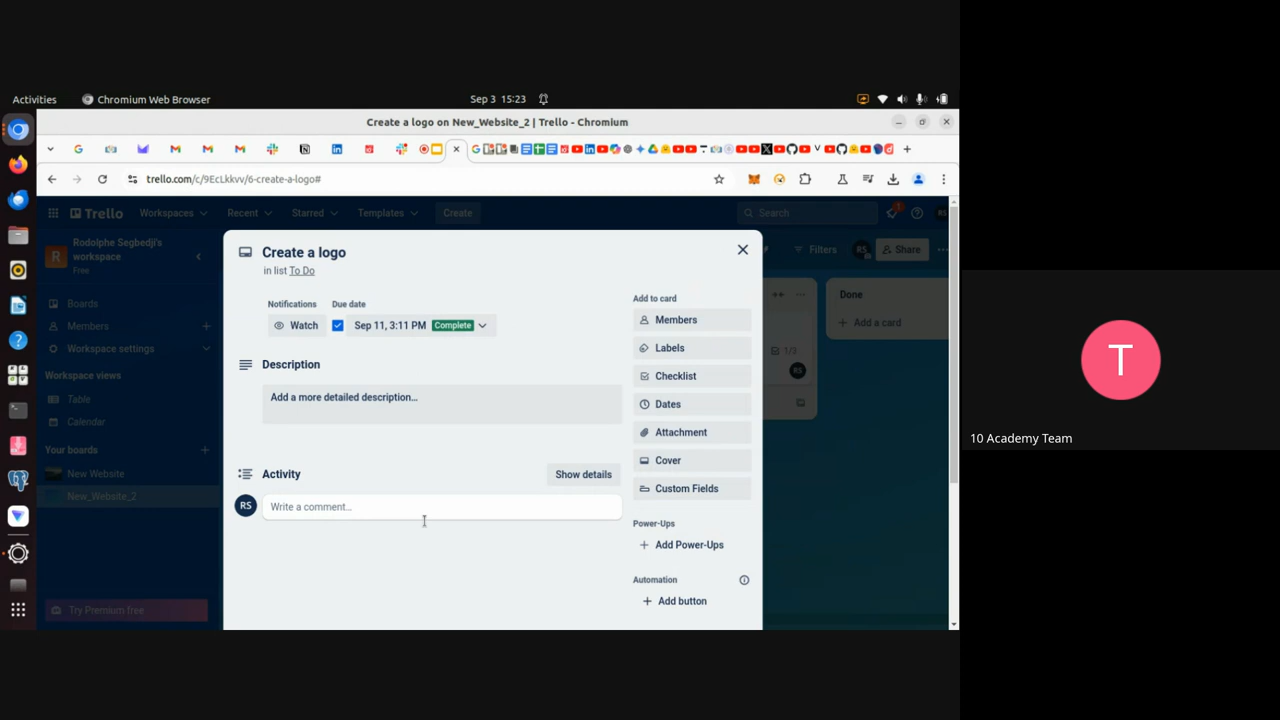 Activities
Chromium Web Browser
Sep 3 15:23
Create a logo on New_Website_2 | Trello - Chromium
trello.com/c/9EcLkkvv/6-create-a-logo#
Trello
Workspaces
Recent
Starred
Templates
Create
Search
RS
Rodolphe Segbedji's
workspace
Free
R
Boards
Members
Workspace settings
Workspace views
Table
Calendar
Your boards
New Website
New_Website_2
Try Premium free
Filters
RS
Share
Done
Add a card
1/3
RS
Create a logo
in list To Do
Notifications
Due date
Watch
Sep 11, 3:11 PM Complete
Description
Add a more detailed description...
Activity
Show details
RS
Write a comment...
Add to card
Members
Labels
Checklist
Dates
Attachment
Cover
Custom Fields
Power-Ups
Add Power-Ups
Automation
Add button
T
10 Academy Team